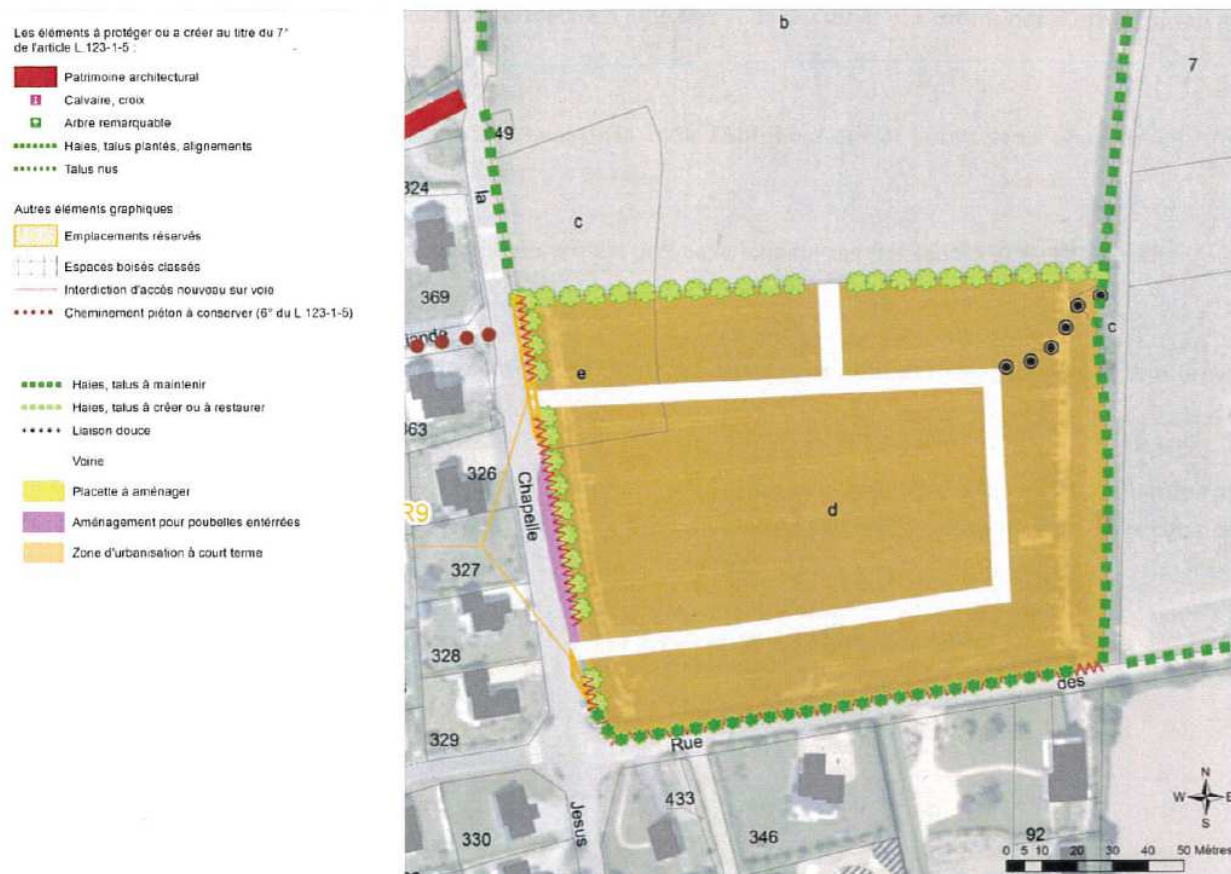 Les éléments à protéger ou a créer au titre du 7°
de l'article L.123-1-5 :
Patrimoine architectural
Calvaire, croix
Arbre remarquable
Haies, talus plantés, alignements
Talus nus
Autres éléments graphiques :
Emplacements réservés
Espaces boisés classés
Interdiction d'accès nouveau sur voie
Cheminement piéton à conserver (6° du L.123-1-5)
Haies, talus à maintenir
Haies, talus à créer ou à restaurer
Liaison douce
Voirie
Placette à aménager
Aménagement pour poubelles entérrées
Zone d'urbanisation à court terme
b
7
49
324
la
c
369
c
e
363
326
Chapelle
R9
d
327
328
des
329
Rue
Jesus
433
330
346
92
N
W E
S
0 5 10 20 30 40 50 Mètres